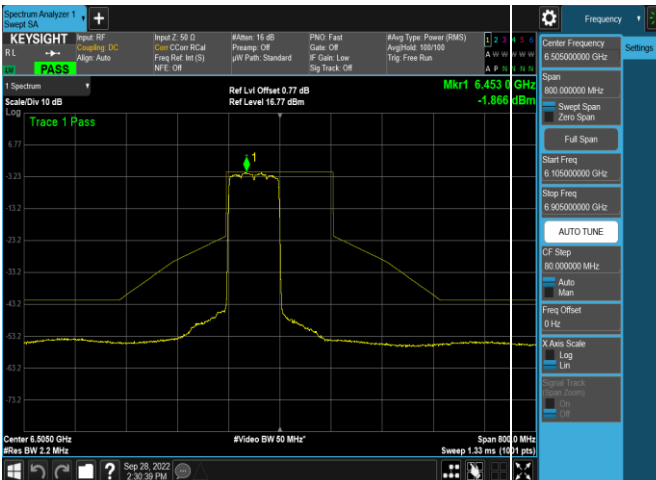 Spectrum Analyzer 1
Swept SA
+
Frequency
KEYSIGHT
R L
PASS
Input: RF
Coupling: DC
Align: Auto
Input Z: 50 Ω
Corr CCorr RCal
Freq Ref: Int (S)
NFE: Off
#Atten: 16 dB
Preamp: Off
µW Path: Standard
PNO: Fast
Gate: Off
IF Gain: Low
Sig Track: Off
#Avg Type: Power (RMS)
Avg|Hold: 100/100
Trig: Free Run
1 2 3 4 5 6
A W W W W W
A P N N N N
1 Spectrum
Scale/Div 10 dB
Log
Ref Lvl Offset 0.77 dB
Ref Level 16.77 dBm
Mkr1 6.453 0 GHz
-1.866 dBm
Trace 1 Pass
1
6.77
-3.23
-13.2
-23.2
-33.2
-43.2
-53.2
-63.2
-73.2
Center 6.5050 GHz
#Res BW 2.2 MHz
#Video BW 50 MHz*
Span 800.0 MHz
Sweep 1.33 ms (1001 pts)
Sep 28, 2022
2:30:39 PM
Settings
Center Frequency
6.505000000 GHz
Span
800.000000 MHz
Swept Span
Zero Span
Full Span
Start Freq
6.105000000 GHz
Stop Freq
6.905000000 GHz
AUTO TUNE
CF Step
80.000000 MHz
Auto
Man
Freq Offset
0 Hz
X Axis Scale
Log
Lin
Signal Track
(Span Zoom)
On
Off